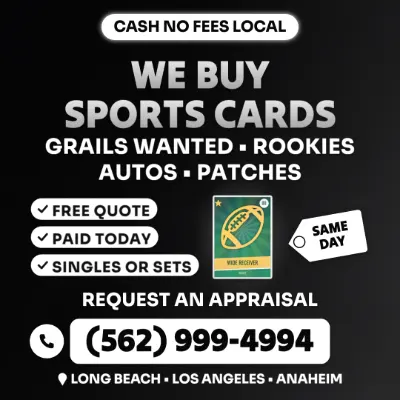 CASH NO FEES LOCAL
WE BUY
SPORTS CARDS
GRAILS WANTED • ROOKIES
AUTOS • PATCHES
FREE QUOTE
PAID TODAY
SINGLES OR SETS
WIDE RECEIVER
SAME
DAY
REQUEST AN APPRAISAL
(562) 999-4994
LONG BEACH • LOS ANGELES • ANAHEIM